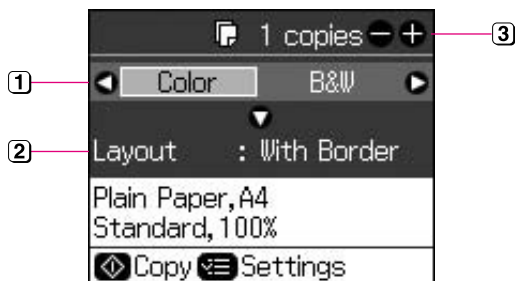 1 copies
3
1
Color B&W
2
Layout : With Border
Plain Paper, A4
Standard, 100%
Copy Settings